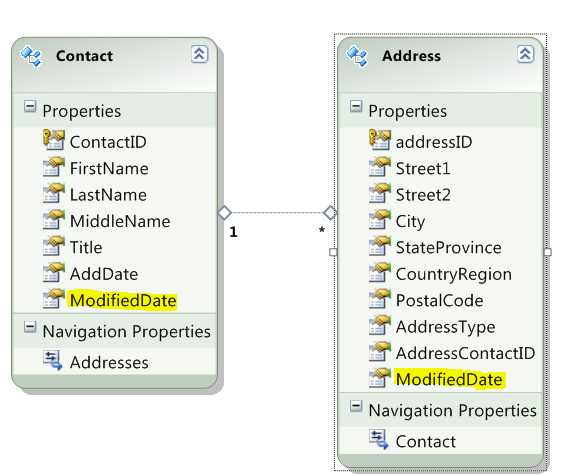 Contact
Properties
ContactID
FirstName
LastName
MiddleName
Title
AddDate
ModifiedDate
Navigation Properties
Addresses
1
*
Address
Properties
addressID
Street1
Street2
City
StateProvince
CountryRegion
PostalCode
AddressType
AddressContactID
ModifiedDate
Navigation Properties
Contact